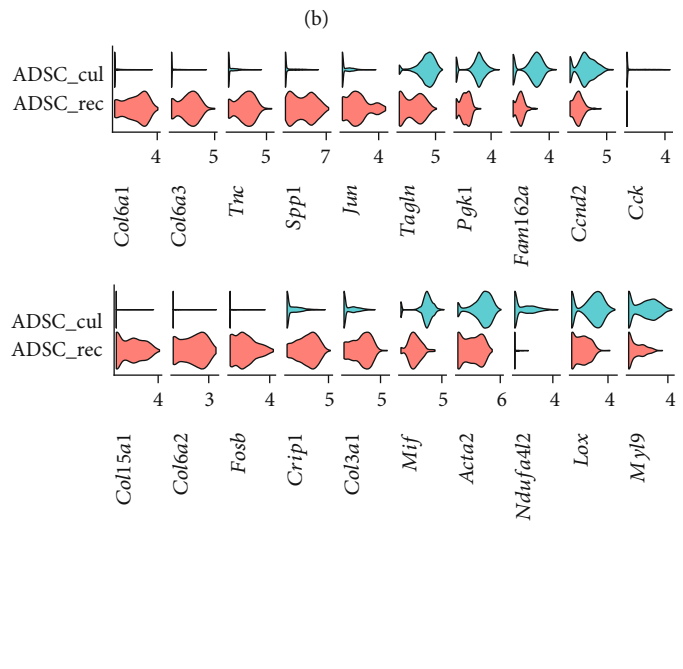 (b)
ADSC_cul
ADSC_rec
4 5 5 7 4 5 4 4 5 4
Col6a1 Col6a3 Tnc Spp1 Jun Tagln Pgk1 Fam162a Ccnd2 Cck
ADSC_cul
ADSC_rec
4 3 4 5 5 5 6 4 4 4
Col15a1 Col6a2 Fosb Crip1 Col3a1 Mif Acta2 Ndufa4l2 Lox Myl9